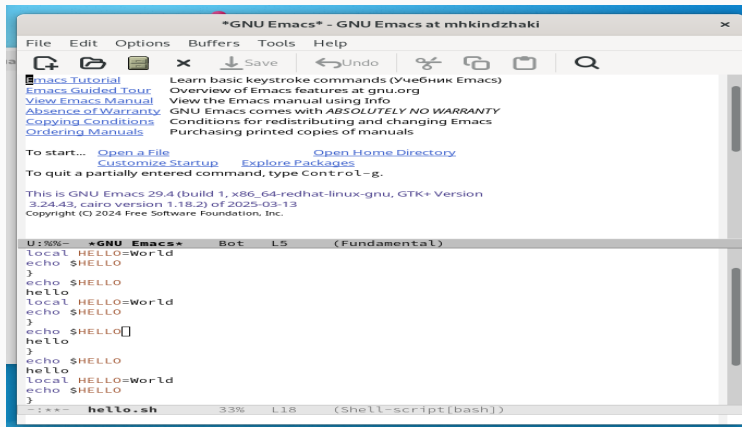 *GNU Emacs* - GNU Emacs at mhkindzhaki ×
File Edit Options Buffers Tools Help
Save Undo
Emacs Tutorial Learn basic keystroke commands (Учебник Emacs)
Emacs Guided Tour Overview of Emacs features at gnu.org
View Emacs Manual View the Emacs manual using Info
Absence of Warranty GNU Emacs comes with ABSOLUTELY NO WARRANTY
Copying Conditions Conditions for redistributing and changing Emacs
Ordering Manuals Purchasing printed copies of manuals
To start... Open a File Open Home Directory
Customize Startup Explore Packages
To quit a partially entered command, type Control-g.
This is GNU Emacs 29.4 (build 1, x86_64-redhat-linux-gnu, GTK+ Version
3.24.43, cairo version 1.18.2) of 2025-03-13
Copyright (C) 2024 Free Software Foundation, Inc.
U:%%- *GNU Emacs* Bot L5 (Fundamental)
local HELLO=World
echo $HELLO
}
echo $HELLO
hello
local HELLO=World
echo $HELLO
}
echo $HELLO
hello
}
echo $HELLO
hello
local HELLO=World
echo $HELLO
}
-:**- hello.sh 33% L18 (Shell-script[bash])